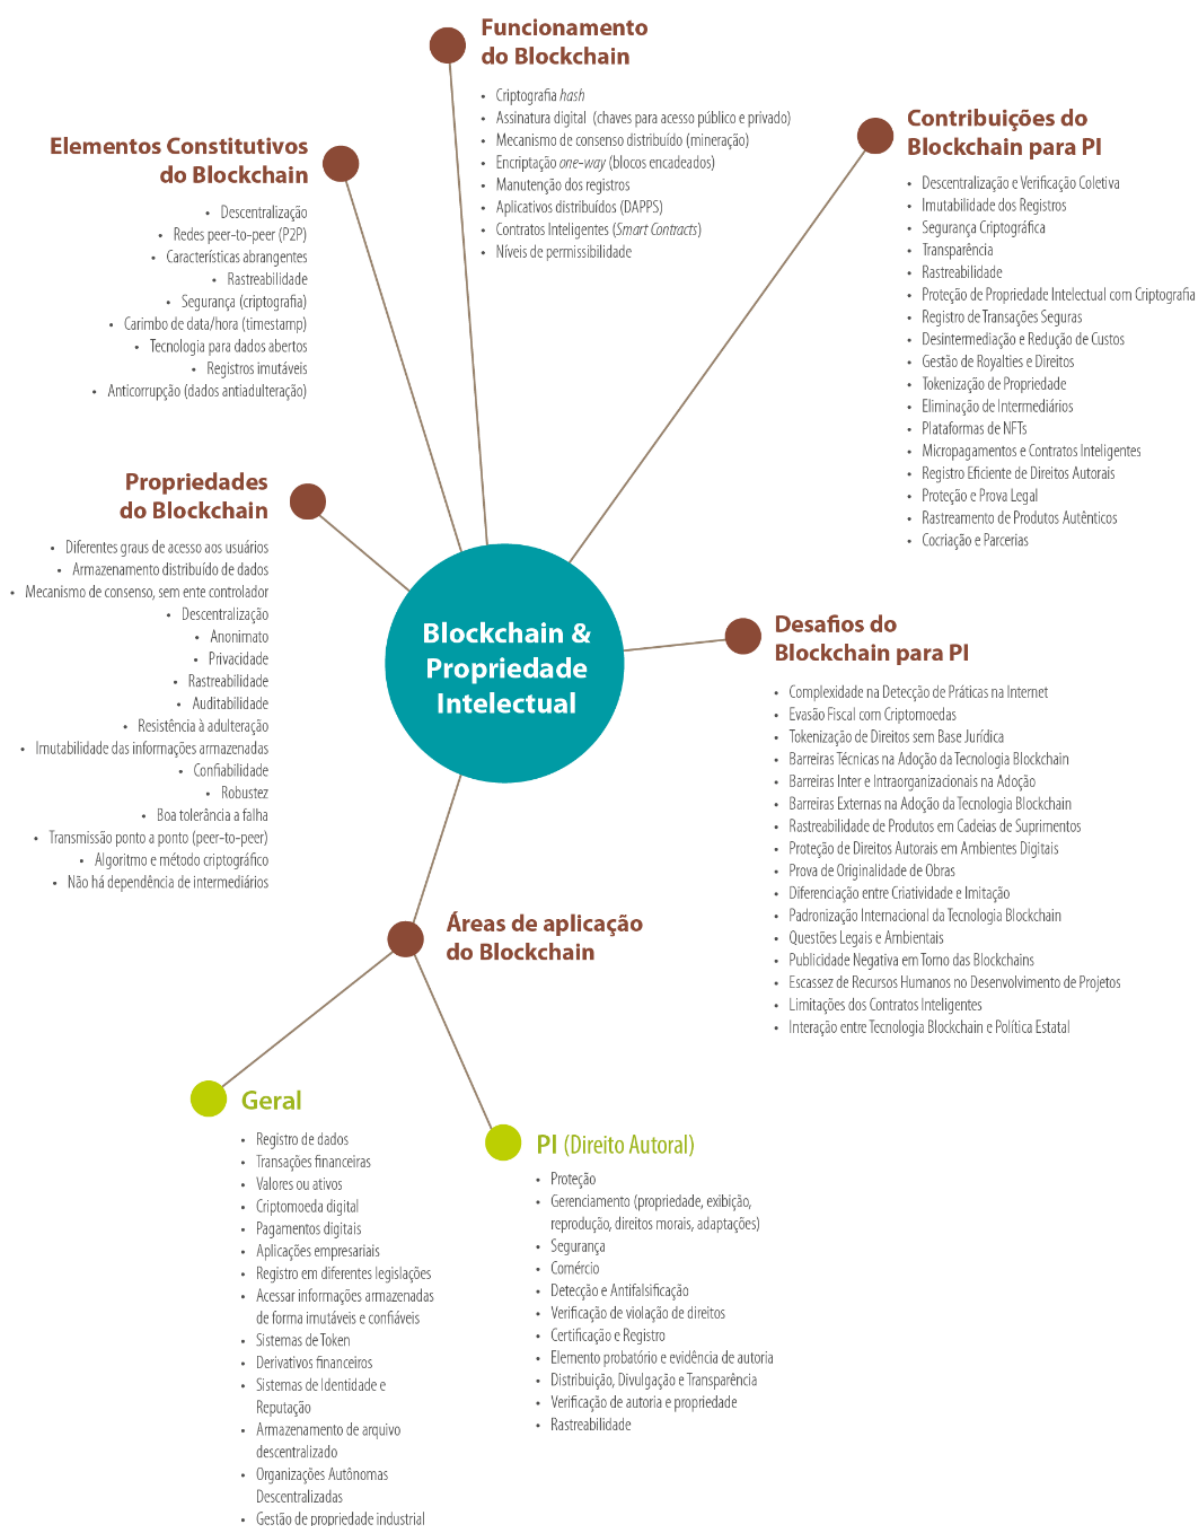 Funcionamento
do Blockchain
• Criptografia hash
• Assinatura digital (chaves para acesso público e privado)
• Mecanismo de consenso distribuído (mineração)
• Encriptação one-way (blocos encadeados)
• Manutenção dos registros
• Aplicativos distribuídos (DAPPS)
• Contratos Inteligentes (Smart Contracts)
• Níveis de permissibilidade
Contribuições do
Blockchain para PI
• Descentralização e Verificação Coletiva
• Imutabilidade dos Registros
• Segurança Criptográfica
• Transparência
• Rastreabilidade
• Proteção de Propriedade Intelectual com Criptografia
• Registro de Transações Seguras
• Desintermediação e Redução de Custos
• Gestão de Royalties e Direitos
• Tokenização de Propriedade
• Eliminação de Intermediários
• Plataformas de NFTs
• Micropagamentos e Contratos Inteligentes
• Registro Eficiente de Direitos Autorais
• Proteção e Prova Legal
• Rastreamento de Produtos Autênticos
• Cocriação e Parcerias
Elementos Constitutivos
do Blockchain
• Descentralização
• Redes peer-to-peer (P2P)
• Características abrangentes
• Rastreabilidade
• Segurança (criptografia)
• Carimbo de data/hora (timestamp)
• Tecnologia para dados abertos
• Registros imutáveis
• Anticorrupção (dados antiadulteração)
Propriedades
do Blockchain
• Diferentes graus de acesso aos usuários
• Armazenamento distribuído de dados
• Mecanismo de consenso, sem ente controlador
• Descentralização
• Anonimato
• Privacidade
• Rastreabilidade
• Auditabilidade
• Resistência à adulteração
• Imutabilidade das informações armazenadas
• Confiabilidade
• Robustez
• Boa tolerância a falha
• Transmissão ponto a ponto (peer-to-peer)
• Algoritmo e método criptográfico
• Não há dependência de intermediários
Blockchain &
Propriedade
Intelectual
Desafios do
Blockchain para PI
• Complexidade na Detecção de Práticas na Internet
• Evasão Fiscal com Criptomoedas
• Tokenização de Direitos sem Base Jurídica
• Barreiras Técnicas na Adoção da Tecnologia Blockchain
• Barreiras Inter e Intraorganizacionais na Adoção
• Barreiras Externas na Adoção da Tecnologia Blockchain
• Rastreabilidade de Produtos em Cadeias de Suprimentos
• Proteção de Direitos Autorais em Ambientes Digitais
• Prova de Originalidade de Obras
• Diferenciação entre Criatividade e Imitação
• Padronização Internacional da Tecnologia Blockchain
• Questões Legais e Ambientais
• Publicidade Negativa em Torno das Blockchains
• Escassez de Recursos Humanos no Desenvolvimento de Projetos
• Limitações dos Contratos Inteligentes
• Interação entre Tecnologia Blockchain e Política Estatal
Áreas de aplicação
do Blockchain
Geral
• Registro de dados
• Transações financeiras
• Valores ou ativos
• Criptomoeda digital
• Pagamentos digitais
• Aplicações empresariais
• Registro em diferentes legislações
• Acessar informações armazenadas
de forma imutáveis e confiáveis
• Sistemas de Token
• Derivativos financeiros
• Sistemas de Identidade e
Reputação
• Armazenamento de arquivo
descentralizado
• Organizações Autônomas
Descentralizadas
• Gestão de propriedade industrial
PI (Direito Autoral)
• Proteção
• Gerenciamento (propriedade, exibição,
reprodução, direitos morais, adaptações)
• Segurança
• Comércio
• Detecção e Antifalsificação
• Verificação de violação de direitos
• Certificação e Registro
• Elemento probatório e evidência de autoria
• Distribuição, Divulgação e Transparência
• Verificação de autoria e propriedade
• Rastreabilidade